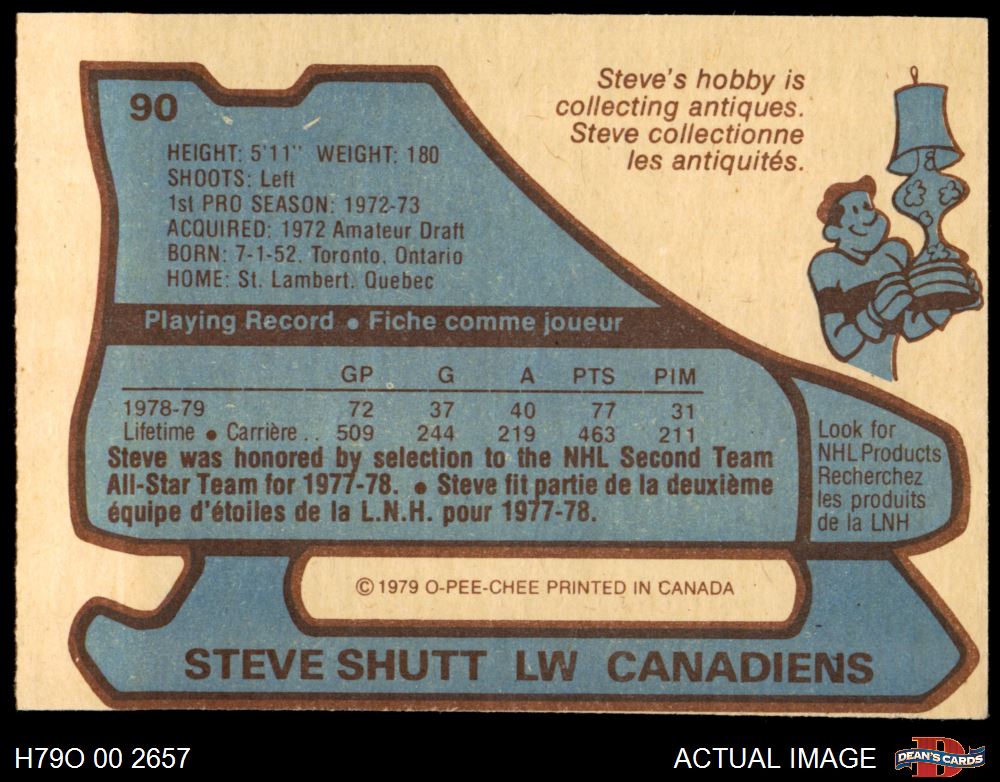 90
Steve's hobby is
collecting antiques.
Steve collectionne
les antiquités.
HEIGHT: 5'11" WEIGHT: 180
SHOOTS: Left
1st PRO SEASON: 1972-73
ACQUIRED: 1972 Amateur Draft
BORN: 7-1-52, Toronto, Ontario
HOME: St. Lambert, Quebec
Playing Record • Fiche comme joueur
GP G A PTS PIM
1978-79 72 37 40 77 31
Lifetime • Carrière . . 509 244 219 463 211
Steve was honored by selection to the NHL Second Team
All-Star Team for 1977-78. • Steve fit partie de la deuxième
équipe d'étoiles de la L.N.H. pour 1977-78.
Look for
NHL Products
Recherchez
les produits
de la LNH
© 1979 O-PEE-CHEE PRINTED IN CANADA
STEVE SHUTT LW CANADIENS
H79O 00 2657
ACTUAL IMAGE
D
DEAN'S CARDS